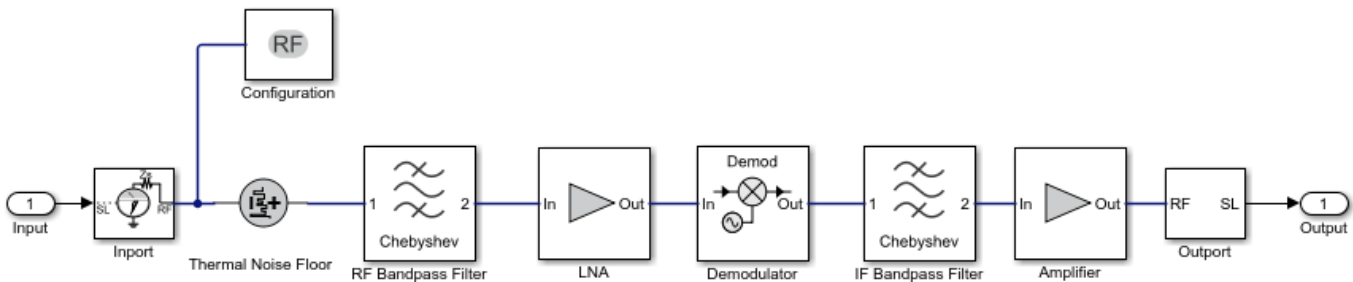 RF
Configuration
1
Input
SL
Zs
RF
Inport
Thermal Noise Floor
1
2
Chebyshev
RF Bandpass Filter
In
Out
LNA
Demod
In
Out
Demodulator
1
2
Chebyshev
IF Bandpass Filter
In
Out
Amplifier
RF
SL
Outport
1
Output